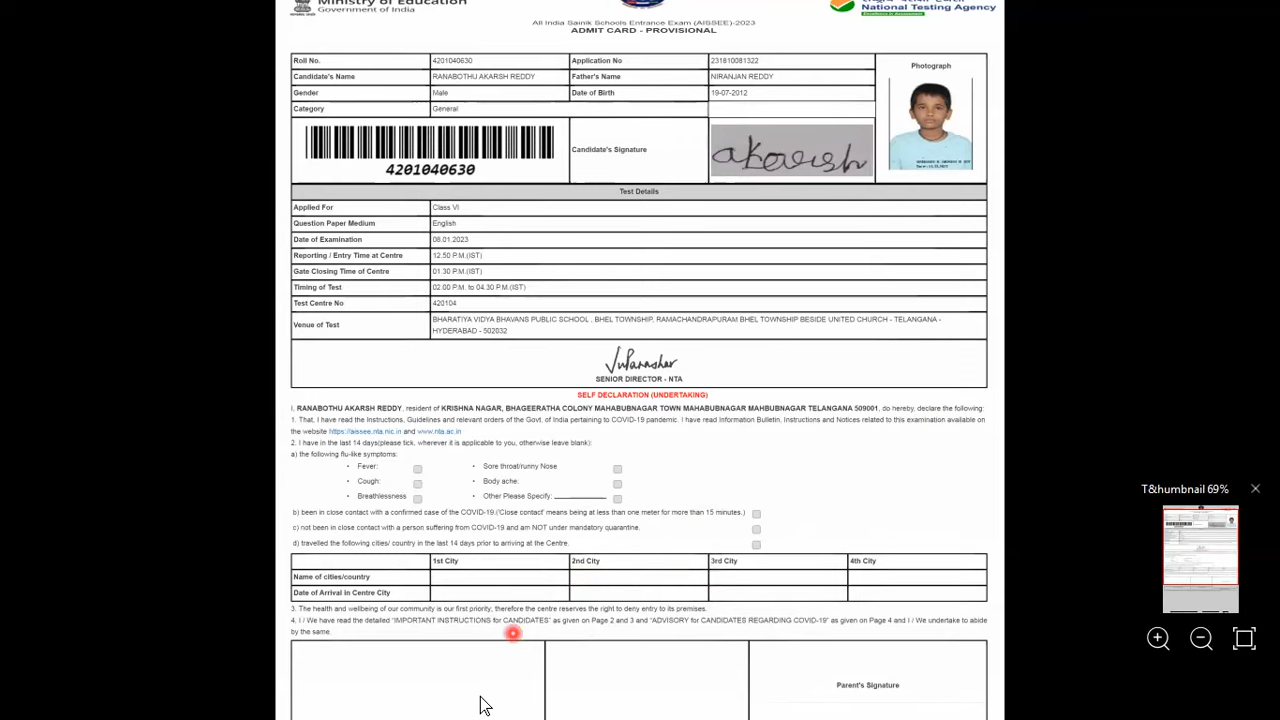 Ministry of Education
Government of India
National Testing Agency
Excellence in Assessment
All India Sainik Schools Entrance Exam (AISSEE)-2023
ADMIT CARD - PROVISIONAL
Roll No. 4201040630 Application No 231810081322
Candidate's Name RANABOTHU AKARSH REDDY Father's Name NIRANJAN REDDY
Gender Male Date of Birth 19-07-2012
Category General
Photograph
4201040630
Candidate's Signature akarish
Test Details
Applied For Class VI
Question Paper Medium English
Date of Examination 08.01.2023
Reporting / Entry Time at Centre 12.50 P.M.(IST)
Gate Closing Time of Centre 01.30 P.M.(IST)
Timing of Test 02.00 P.M. to 04.30 P.M.(IST)
Test Centre No 420104
Venue of Test BHARATIYA VIDYA BHAVANS PUBLIC SCHOOL , BHEL TOWNSHIP, RAMACHANDRAPURAM BHEL TOWNSHIP BESIDE UNITED CHURCH - TELANGANA -
HYDERABAD - 502032
SENIOR DIRECTOR - NTA
SELF DECLARATION (UNDERTAKING)
I, RANABOTHU AKARSH REDDY, resident of KRISHNA NAGAR, BHAGEERATHA COLONY MAHABUBNAGAR TOWN MAHABUBNAGAR MAHBUBNAGAR TELANGANA 509001, do hereby, declare the following:
1. That, I have read the Instructions, Guidelines and relevant orders of the Govt. of India pertaining to COVID-19 pandemic. I have read Information Bulletin, Instructions and Notices related to this examination available on
the website https://aissee.nta.nic.in and www.nta.ac.in
2. I have in the last 14 days(please tick, wherever it is applicable to you, otherwise leave blank):
a) the following flu-like symptoms:
• Fever: • Sore throat/runny Nose
• Cough: • Body ache.
• Breathlessness • Other Please Specify:
b) been in close contact with a confirmed case of the COVID-19.('Close contact' means being at less than one meter for more than 15 minutes.)
c) not been in close contact with a person suffering from COVID-19 and am NOT under mandatory quarantine.
d) travelled the following cities/ country in the last 14 days prior to arriving at the Centre.
1st City 2nd City 3rd City 4th City
Name of cities/country
Date of Arrival in Centre City
3. The health and wellbeing of our community is our first priority, therefore the centre reserves the right to deny entry to its premises.
4. I / We have read the detailed "IMPORTANT INSTRUCTIONS for CANDIDATES" as given on Page 2 and 3 and "ADVISORY for CANDIDATES REGARDING COVID-19" as given on Page 4 and I / We undertake to abide
by the same.
Parent's Signature
T&humbnail 69%